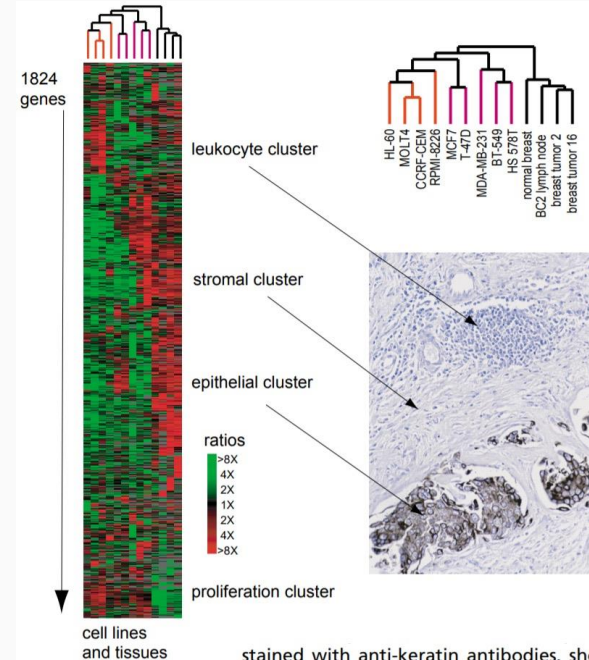 1824
genes
leukocyte cluster
stromal cluster
epithelial cluster
ratios
>8X
4X
2X
1X
2X
4X
>8X
proliferation cluster
cell lines
and tissues
HL-60
MOLT4
CCRF-CEM
RPMI-8226
MCF7
T-47D
MDA-MB-231
BT-549
HS 578T
normal breast
BC2 lymph node
breast tumor 2
breast tumor 16
stained with anti-keratin antibodies, sho